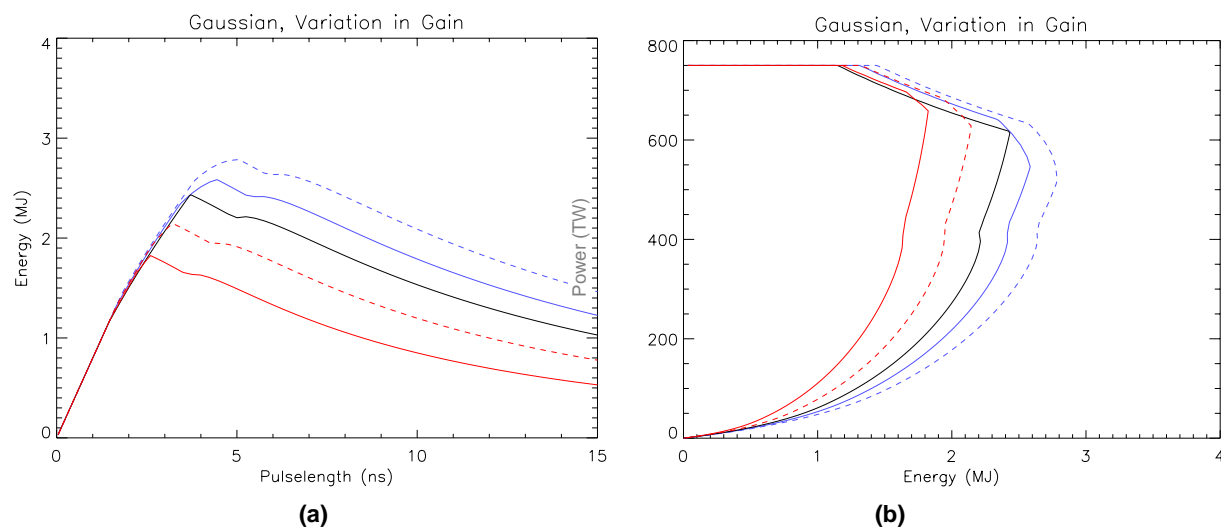 Gaussian, Variation in Gain
4
3
2
1
0
Energy (MJ)
0
5
10
15
Pulselength (ns)
(a)
Gaussian, Variation in Gain
800
600
400
200
0
Power (TW)
0
1
2
3
4
Energy (MJ)
(b)